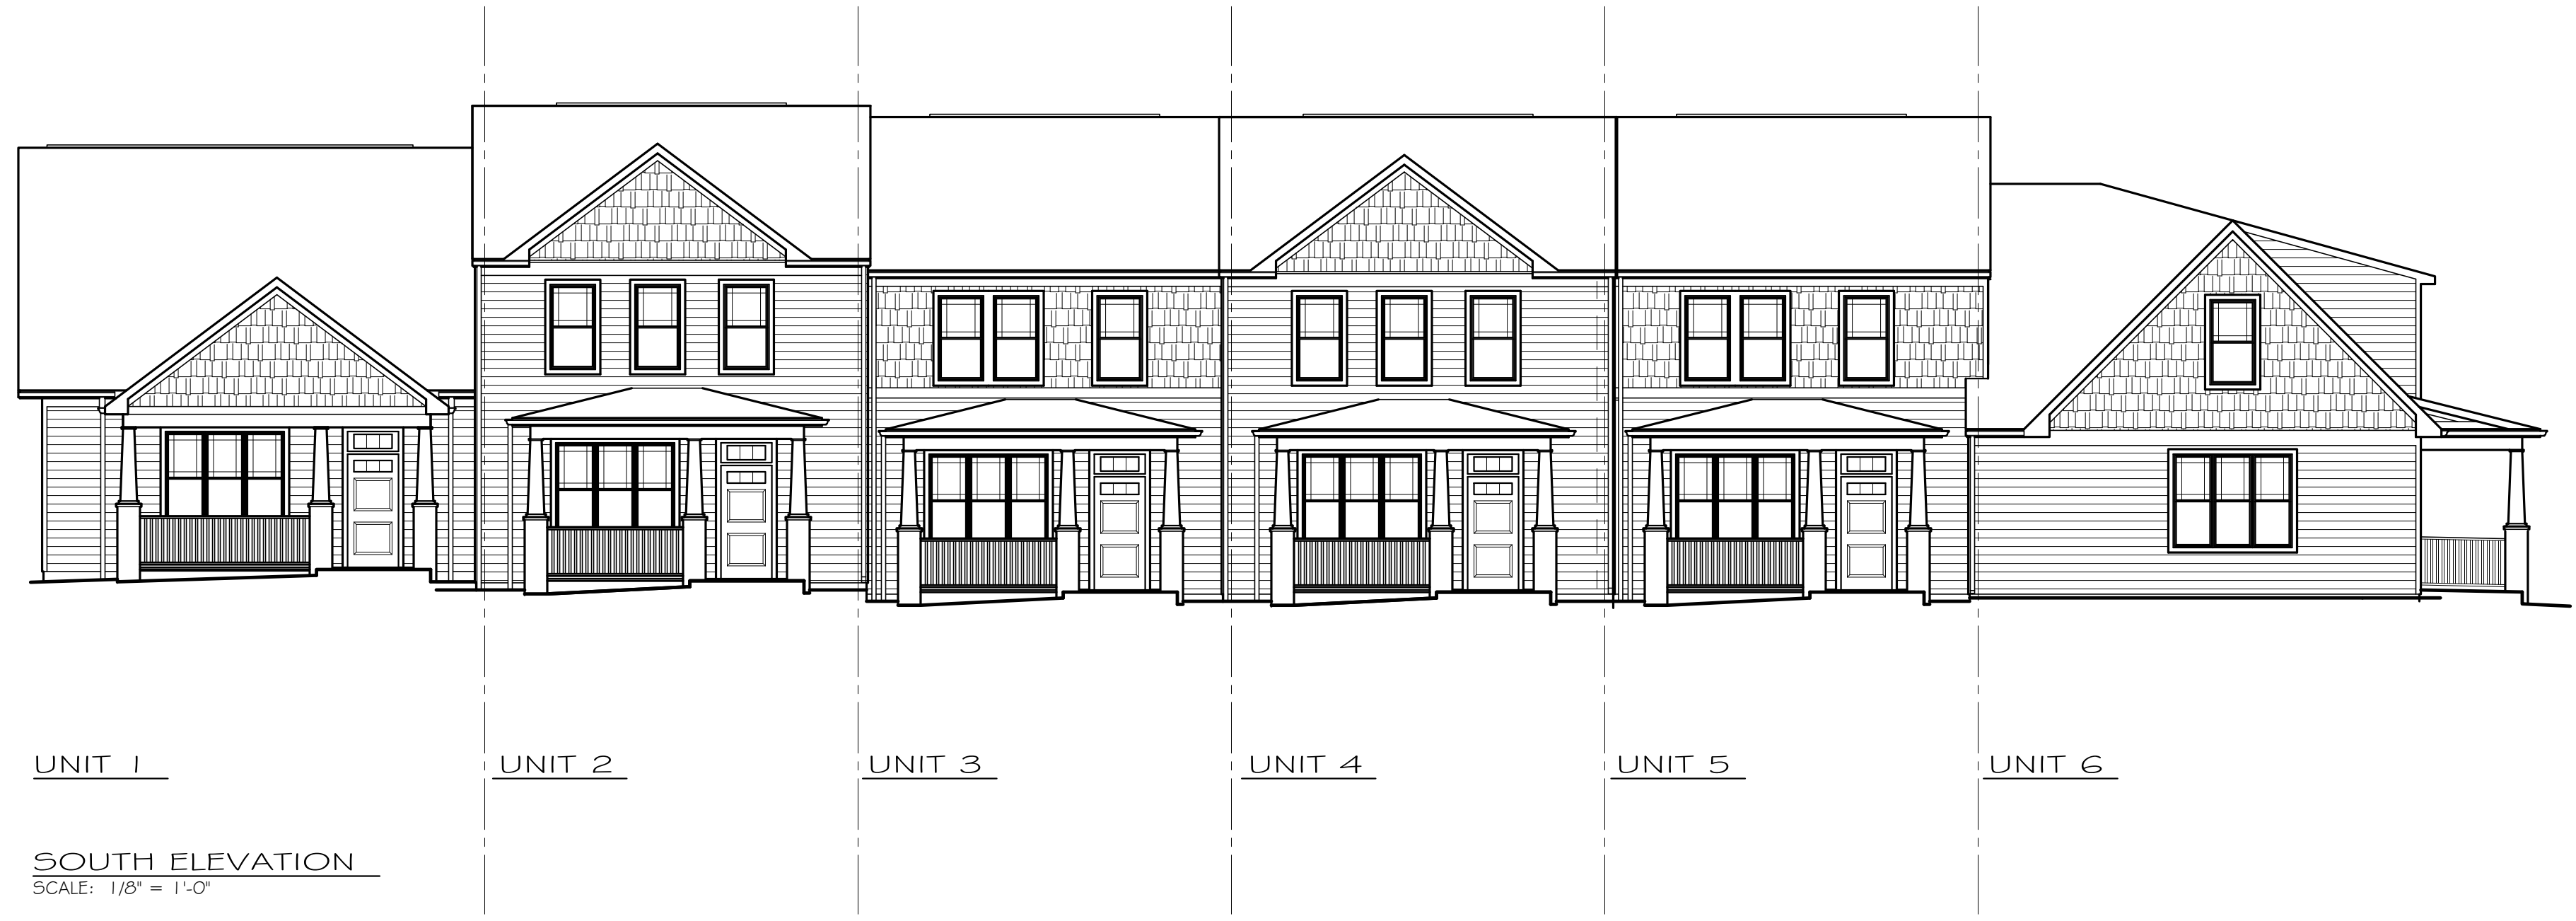 UNIT 1
UNIT 2
UNIT 3
UNIT 4
UNIT 5
UNIT 6
SOUTH ELEVATION
SCALE: 1/8" = 1'-0"